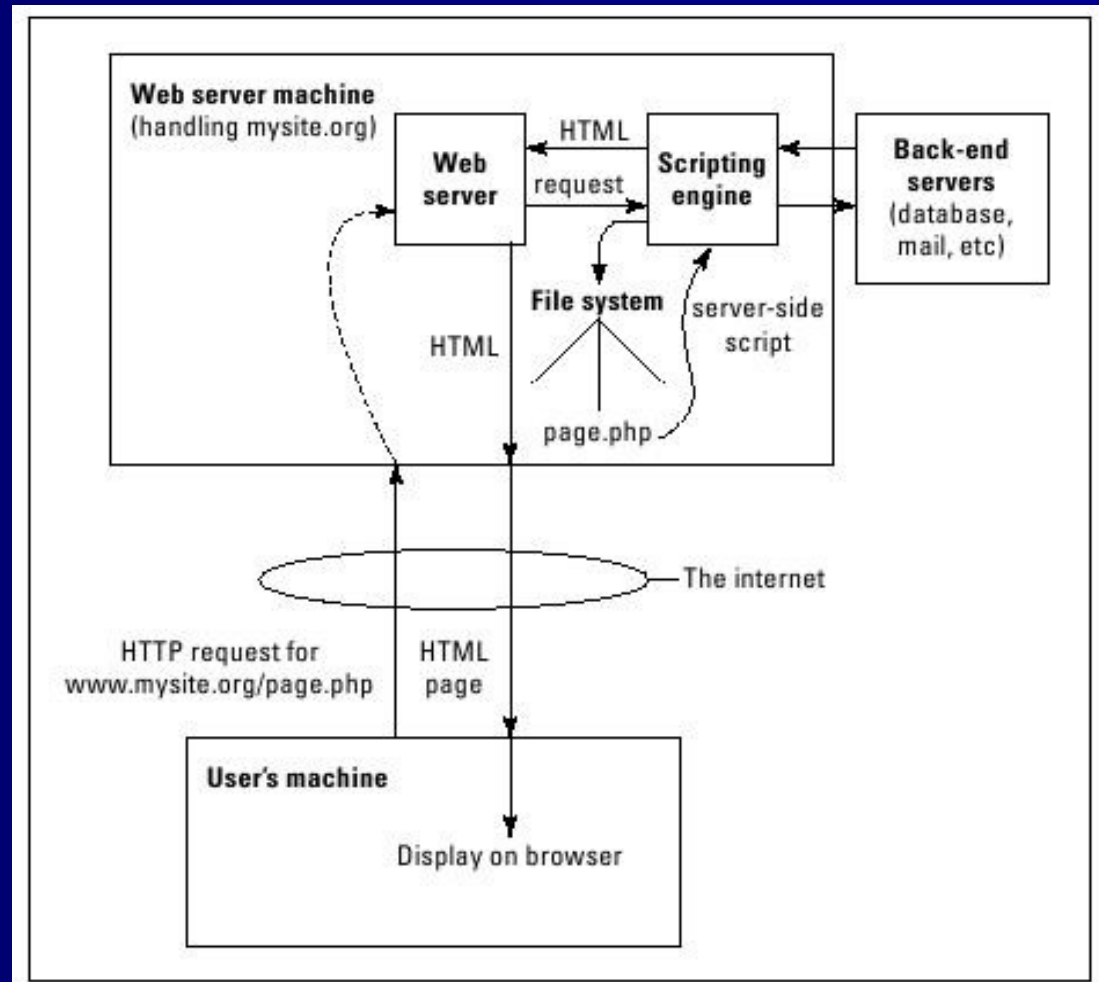 Web server machine
(handling mysite.org)
Web
server
HTML
request
Scripting
engine
Back-end
servers
(database,
mail, etc)
File system
server-side
script
HTML
page.php
The internet
HTTP request for
www.mysite.org/page.php
HTML
page
User's machine
Display on browser